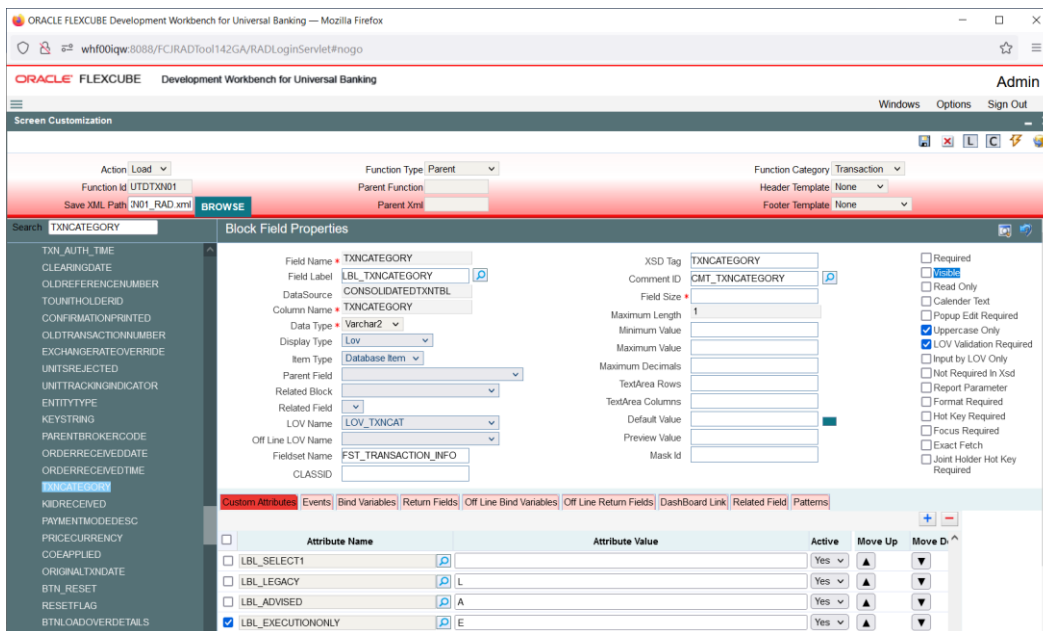 ORACLE FLEXCUBE Development Workbench for Universal Banking — Mozilla Firefox
whf00iqw:8088/FCJRADTool142GA/RADLoginServlet#nogo
ORACLE FLEXCUBE Development Workbench for Universal Banking Admin
Windows Options Sign Out
Screen Customization
L C
Action Load Function Type Parent Function Category Transaction
Function Id UTDTXN01 Parent Function Header Template None
Save XML Path N01_RAD.xml BROWSE Parent Xml Footer Template None
Search TXNCATEGORY
TXN_AUTH_TIME
CLEARINGDATE
OLDREFERENCENUMBER
TOUNITHOLDERID
CONFIRMATIONPRINTED
OLDTRANSACTIONNUMBER
EXCHANGERATEOVERRIDE
UNITSREJECTED
UNITTRACKINGINDICATOR
ENTITYTYPE
KEYSTRING
PARENTBROKERCODE
ORDERRECEIVEDDATE
ORDERRECEIVEDTIME
TXNCATEGORY
KIIDRECEIVED
PAYMENTMODEDESC
PRICECURRENCY
COEAPPLIED
ORIGINALTXNDATE
BTN_RESET
RESETFLAG
BTNLOADOVERDETAILS
Block Field Properties
Field Name * TXNCATEGORY
Field Label LBL_TXNCATEGORY
DataSource CONSOLIDATEDTXNTBL
Column Name * TXNCATEGORY
Data Type * Varchar2
Display Type Lov
Item Type Database Item
Parent Field
Related Block
Related Field
LOV Name LOV_TXNCAT
Off Line LOV Name
Fieldset Name FST_TRANSACTION_INFO
CLASSID
XSD Tag TXNCATEGORY
Comment ID CMT_TXNCATEGORY
Field Size *
Maximum Length 1
Minimum Value
Maximum Value
Maximum Decimals
TextArea Rows
TextArea Columns
Default Value
Preview Value
Mask Id
Required
Visible
Read Only
Calender Text
Popup Edit Required
Uppercase Only
LOV Validation Required
Input by LOV Only
Not Required In Xsd
Report Parameter
Format Required
Hot Key Required
Focus Required
Exact Fetch
Joint Holder Hot Key
Required
Custom Attributes Events Bind Variables Return Fields Off Line Bind Variables Off Line Return Fields DashBoard Link Related Field Patterns
Attribute Name Attribute Value Active Move Up Move D
LBL_SELECT1 Yes
LBL_LEGACY L Yes
LBL_ADVISED A Yes
LBL_EXECUTIONONLY E Yes